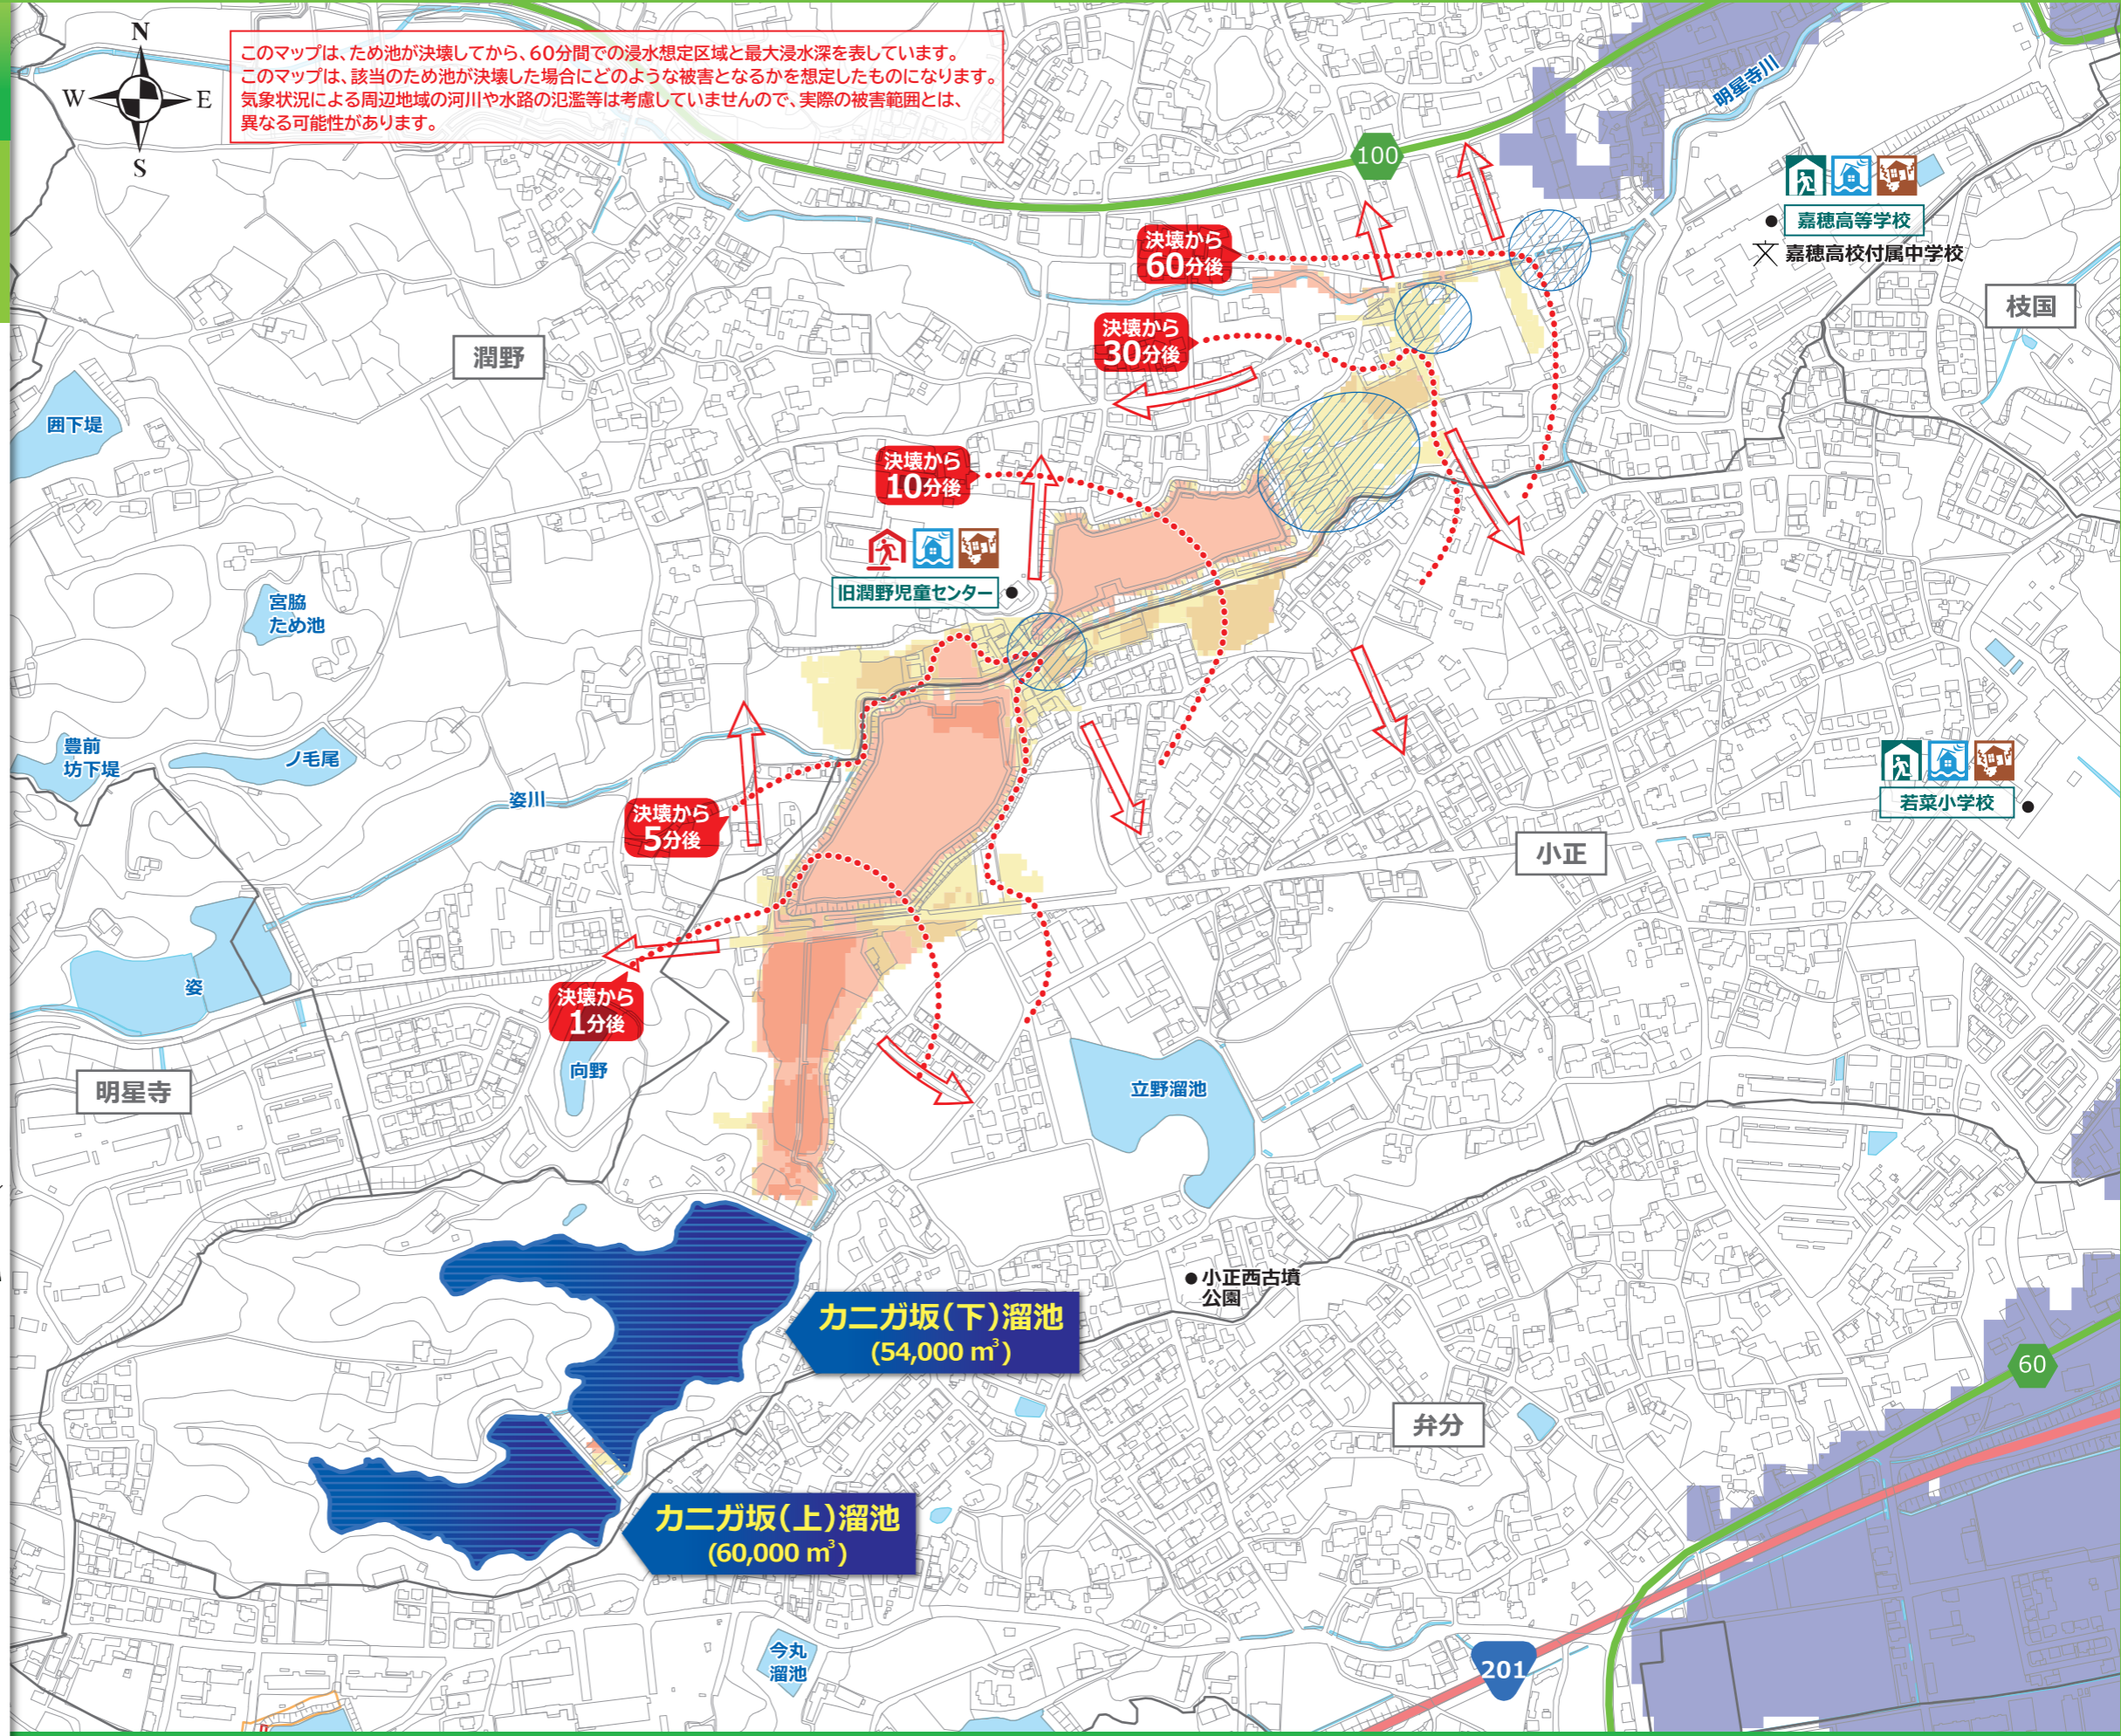 N
W
E
S
このマップは、ため池が決壊してから、60分間での浸水想定区域と最大浸水深を表しています。
このマップは、該当のため池が決壊した場合にどのような被害となるかを想定したものになります。
気象状況による周辺地域の河川や水路の氾濫等は考慮していませんので、実際の被害範囲とは、
異なる可能性があります。
明星寺川
100
嘉穂高等学校
嘉穂高校付属中学校
枝国
決壊から
60分後
決壊から
30分後
潤野
囲下堤
決壊から
10分後
旧潤野児童センター
宮脇
ため池
豊前
坊下堤
ノ毛尾
姿川
決壊から
5分後
若菜小学校
小正
姿
決壊から
1分後
向野
明星寺
立野溜池
小正西古墳
公園
カニガ坂（下）溜池
(54,000 m³)
60
弁分
カニガ坂（上）溜池
(60,000 m³)
今丸
溜池
201